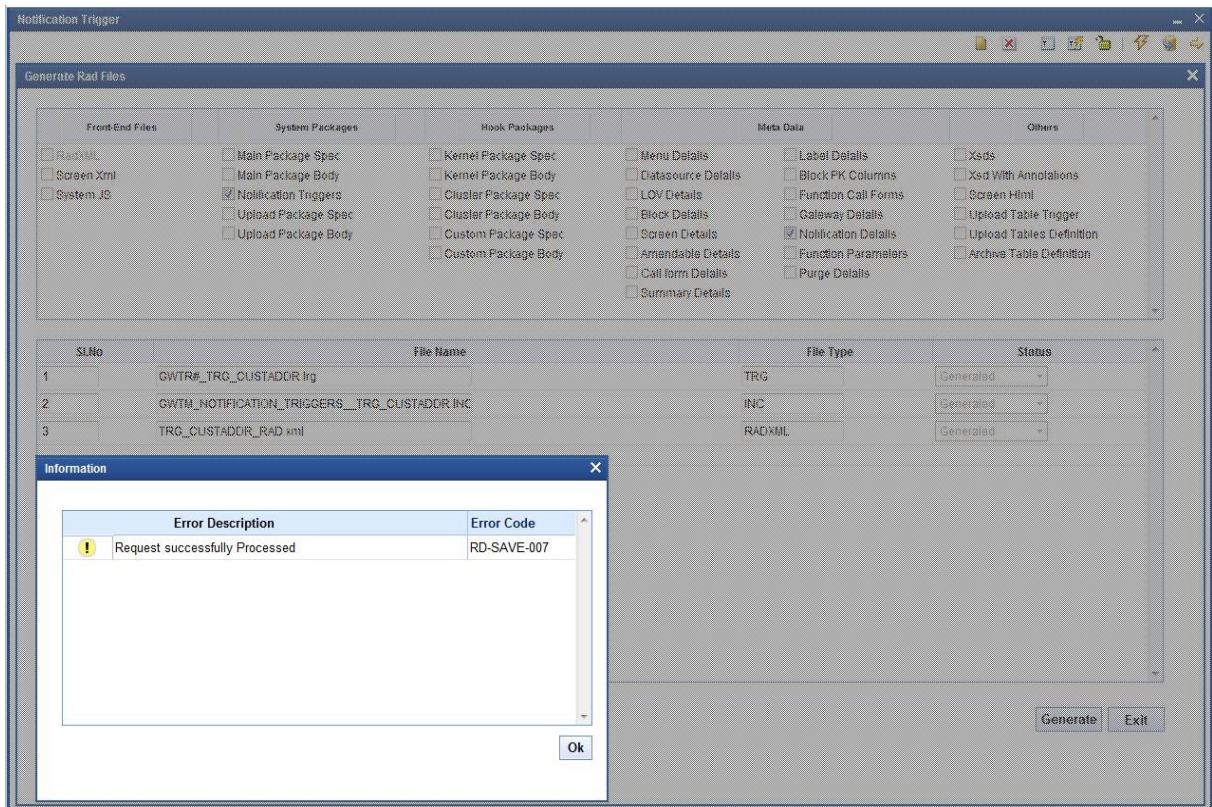 Notification Trigger
Generate Rad Files
Front-End Files System Packages Hook Packages Meta Data Others
RadXML Main Package Spec Kernel Package Spec Menu Details Label Details Xsds
Screen Xml Main Package Body Kernel Package Body Datasource Details Block PK Columns Xsd With Annotations
System JS Notification Triggers Cluster Package Spec LOV Details Function Call Forms Screen Html
Upload Package Spec Cluster Package Body Block Details Gateway Details Upload Table Trigger
Upload Package Body Custom Package Spec Screen Details Notification Details Upload Tables Definition
Custom Package Body Amendable Details Function Parameters Archive Table Definition
Call form Details Purge Details
Summary Details
Sl.No File Name File Type Status
1 GWTR#_TRG_CUSTADDR.trg TRG Generated
2 GWTM_NOTIFICATION_TRIGGERS__TRG_CUSTADDR.INC INC Generated
3 TRG_CUSTADDR_RAD.xml RADXML Generated
Information
Error Description Error Code
Request successfully Processed RD-SAVE-007
Ok
Generate Exit